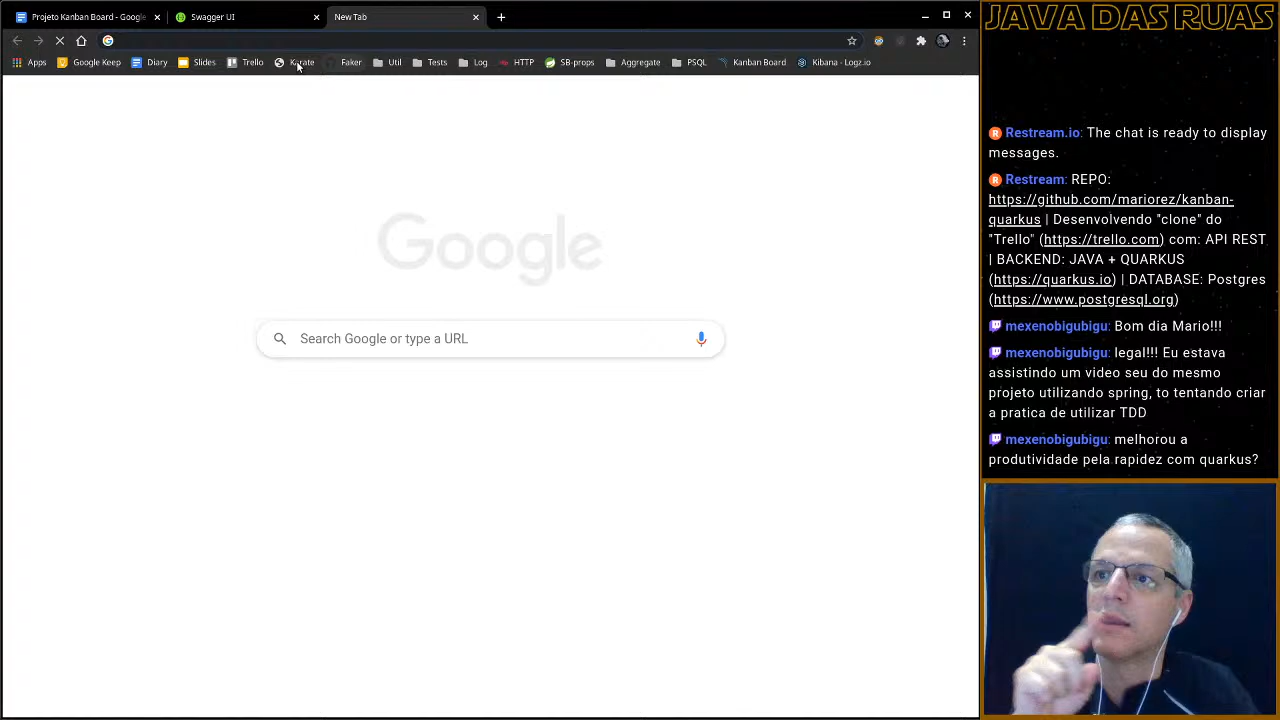 Projeto Kanban Board - Google
Swagger UI
New Tab
Apps
Google Keep
Diary
Slides
Trello
Karate
Faker
Util
Tests
Log
HTTP
SB-props
Aggregate
PSQL
Kanban Board
Kibana - Logz.io
Google
Search Google or type a URL
JAVA DAS RUAS
Restream.io: The chat is ready to display
messages.
Restream: REPO:
https://github.com/mariorez/kanban-
quarkus | Desenvolvendo "clone" do
"Trello" (https://trello.com) com: API REST
| BACKEND: JAVA + QUARKUS
(https://quarkus.io) | DATABASE: Postgres
(https://www.postgresql.org)
mexenobigubigu: Bom dia Mario!!!
mexenobigubigu: legal!!! Eu estava
assistindo um video seu do mesmo
projeto utilizando spring, to tentando criar
a pratica de utilizar TDD
mexenobigubigu: melhorou a
produtividade pela rapidez com quarkus?